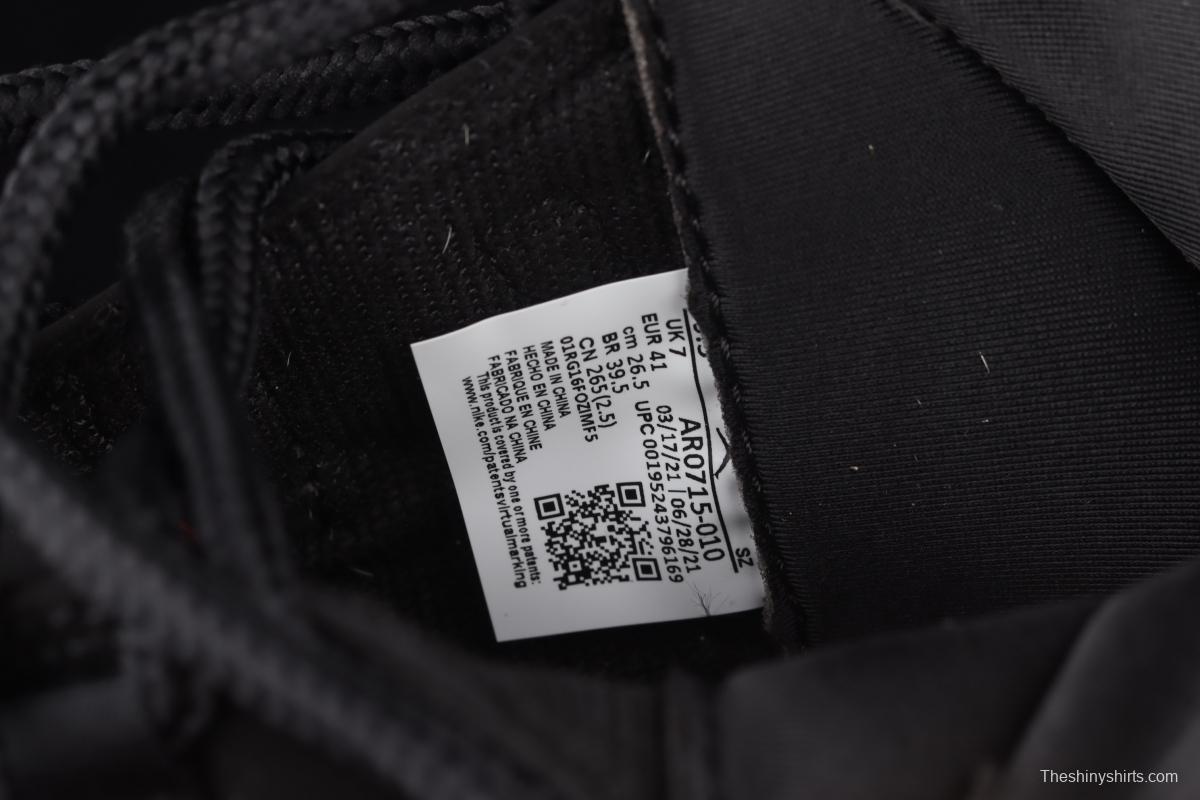 SZ
AR0715-010
UK 7
03/17/21 | 06/28/21
EUR 41
UPC 00195243796169
cm 26.5
BR 39.5
CN 265(2.5)
01RG16FOZIMF5
MADE IN CHINA
HECHO EN CHINA
FABRIQUE EN CHINE
FABRICADO NA CHINA
This product is covered by one or more patents:
www.nike.com/patentsvirtualmarking
Theshinyshirts.com